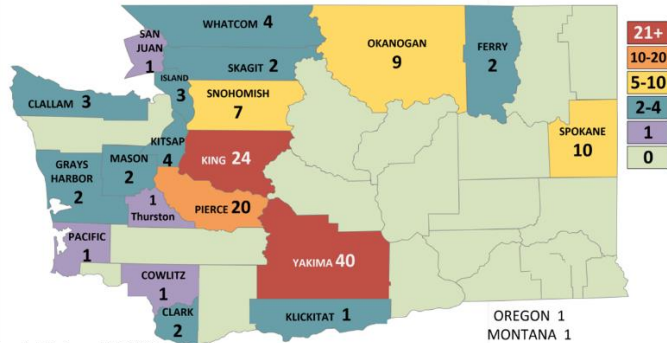 WHATCOM 4
SAN
JUAN
1
SKAGIT 2
ISLAND
3
OKANOGAN
9
FERRY
2
21+
10-20
5-10
2-4
1
0
CLALLAM 3
SNOHOMISH
7
KITSAP
4
SPOKANE
10
GRAYS
HARBOR
2
MASON
2
KING 24
1
Thurston
PIERCE 20
PACIFIC
1
YAKIMA 40
COWLITZ
1
CLARK
2
KLICKITAT 1
OREGON 1
MONTANA 1